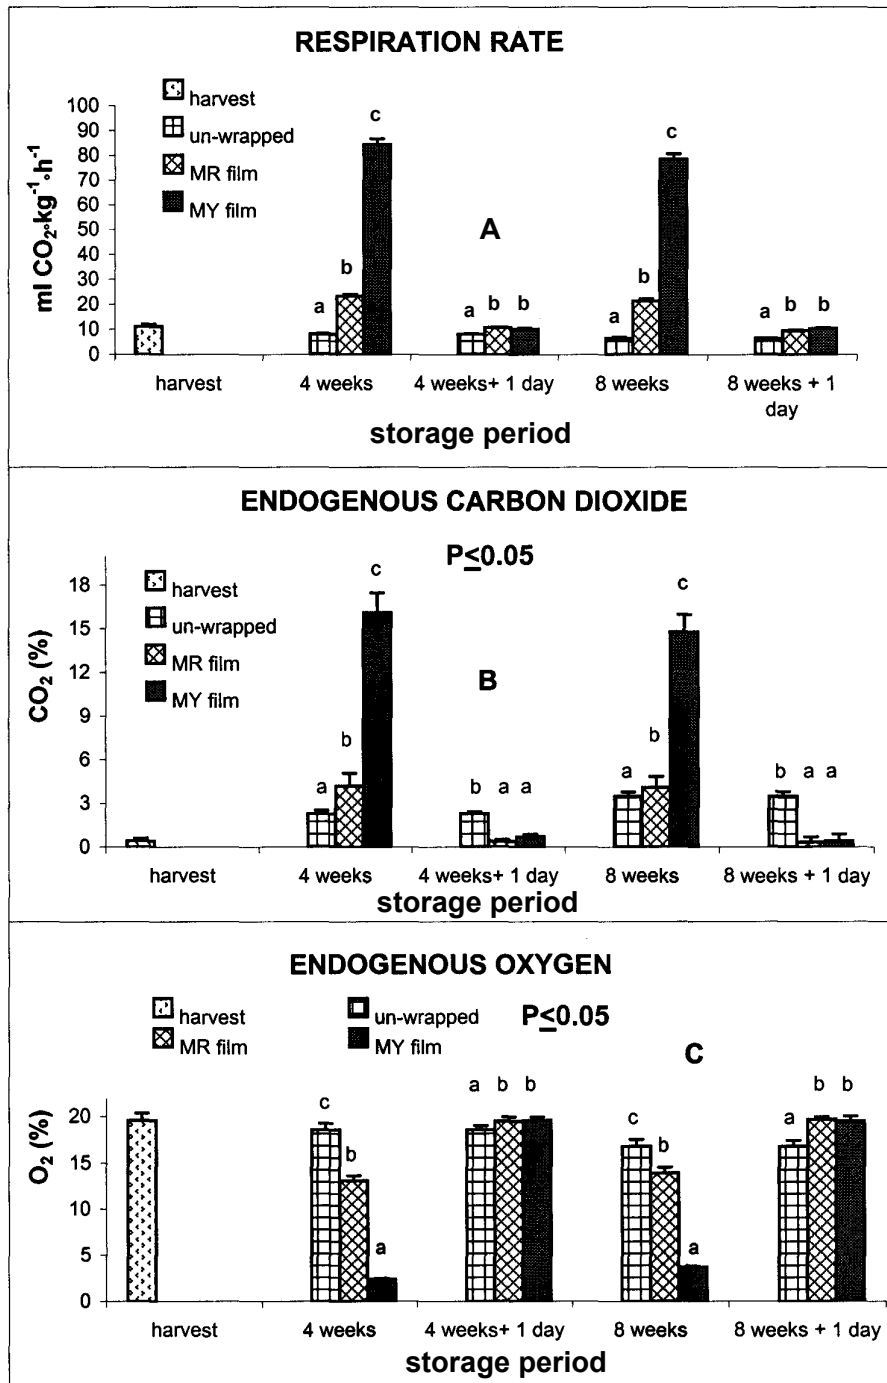 RESPIRATION RATE
harvest
un-wrapped
MR film
MY film
100
90
80
70
60
50
40
30
20
10
0
ml CO₂·kg⁻¹·h⁻¹
A
a b c
a b b
a b c
a b b
harvest 4 weeks 4 weeks+ 1 day 8 weeks 8 weeks + 1
day
storage period
ENDOGENOUS CARBON DIOXIDE
P≤0.05
harvest
un-wrapped
MR film
MY film
18
15
12
9
6
3
0
CO₂ (%)
B
a b c
b a a
a b c
b a a
harvest 4 weeks 4 weeks+ 1 day 8 weeks 8 weeks + 1 day
storage period
ENDOGENOUS OXYGEN
harvest un-wrapped P≤0.05
MR film MY film
C
20
15
10
5
0
O₂ (%)
c b a
a b b
c b a
a b b
harvest 4 weeks 4 weeks+ 1 day 8 weeks 8 weeks + 1 day
storage period